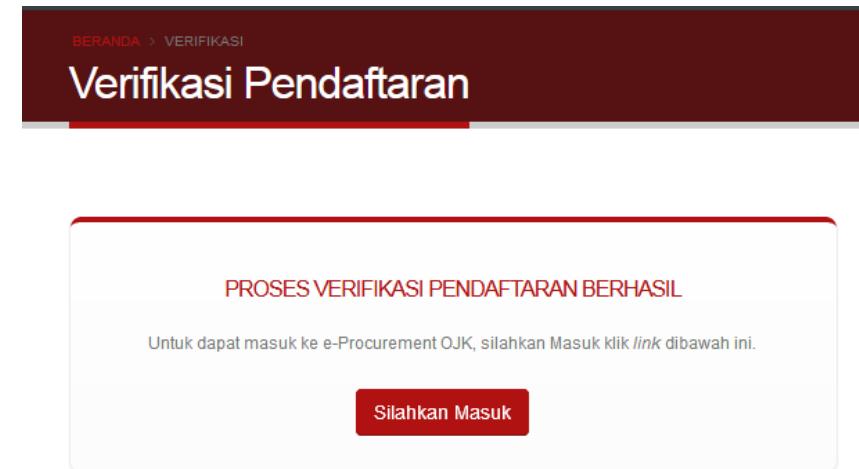 BERANDA > VERIFIKASI
Verifikasi Pendaftaran
PROSES VERIFIKASI PENDAFTARAN BERHASIL
Untuk dapat masuk ke e-Procurement OJK, silahkan Masuk klik link dibawah ini.
Silahkan Masuk